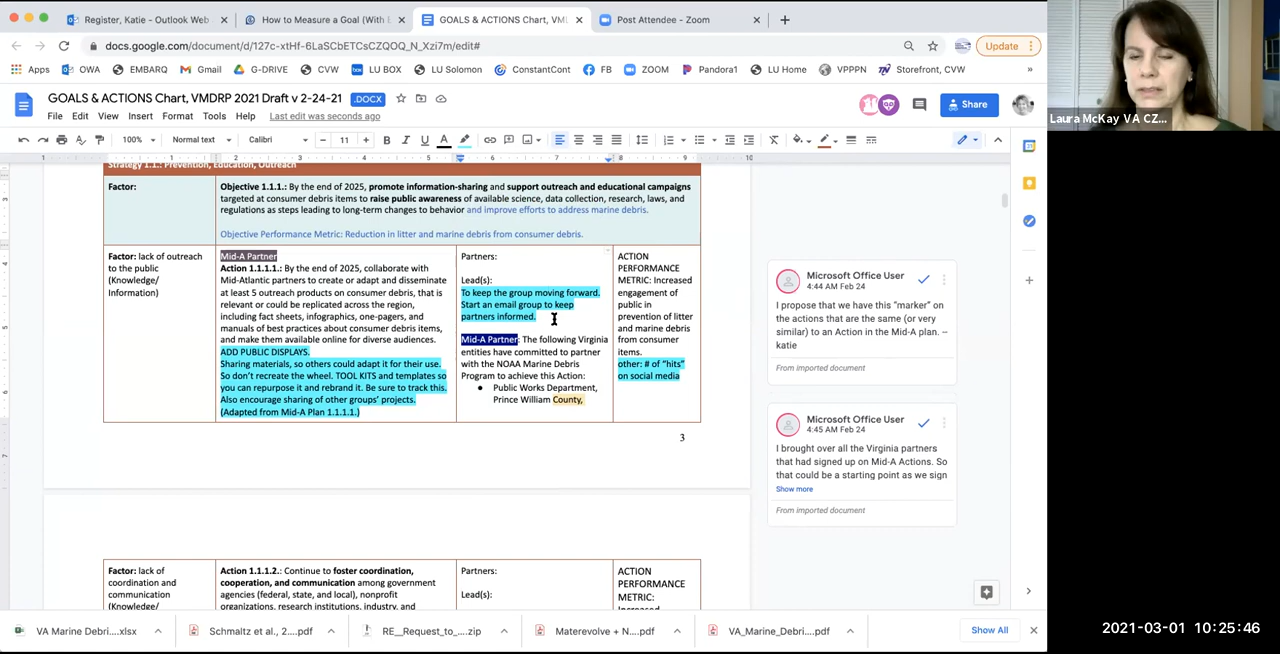 Register, Katie - Outlook Web
How to Measure a Goal (With E
GOALS & ACTIONS Chart, VM
Post Attendee - Zoom
docs.google.com/document/d/127c-xtHf-6LaSCbETCsCZQOQ_N_Xzi7m/edit#
Update
Apps
OWA
EMBARQ
Gmail
G-DRIVE
CVW
LU BOX
LU Solomon
ConstantCont
FB
ZOOM
Pandora1
LU Home
VPPPN
Storefront, CVW
»
GOALS & ACTIONS Chart, VMDRP 2021 Draft v 2-24-21
.DOCX
File Edit View Insert Format Tools Help Last edit was seconds ago
Share
100% Normal text Calibri 11 B I U A
Strategy 1.1.: Prevention, Education, Outreach
Factor:
Objective 1.1.1.: By the end of 2025, promote information-sharing and support outreach and educational campaigns
targeted at consumer debris items to raise public awareness of available science, data collection, research, laws, and
regulations as steps leading to long-term changes to behavior and improve efforts to address marine debris.
Objective Performance Metric: Reduction in litter and marine debris from consumer debris.
Factor: lack of outreach
to the public
(Knowledge/
Information)
Mid-A Partner
Action 1.1.1.1.: By the end of 2025, collaborate with
Mid-Atlantic partners to create or adapt and disseminate
at least 5 outreach products on consumer debris, that is
relevant or could be replicated across the region,
including fact sheets, infographics, one-pagers, and
manuals of best practices about consumer debris items,
and make them available online for diverse audiences.
ADD PUBLIC DISPLAYS.
Sharing materials, so others could adapt it for their use.
So don't recreate the wheel. TOOL KITS and templates so
you can repurpose it and rebrand it. Be sure to track this.
Also encourage sharing of other groups' projects.
(Adapted from Mid-A Plan 1.1.1.1.)
Partners:
Lead(s):
To keep the group moving forward.
Start an email group to keep
partners informed.
Mid-A Partner: The following Virginia
entities have committed to partner
with the NOAA Marine Debris
Program to achieve this Action:
● Public Works Department,
Prince William County,
ACTION
PERFORMANCE
METRIC: Increased
engagement of
public in
prevention of litter
and marine debris
from consumer
items.
other: # of "hits"
on social media
3
Factor: lack of
coordination and
communication
(Knowledge/
Action 1.1.1.2.: Continue to foster coordination,
cooperation, and communication among government
agencies (federal, state, and local), nonprofit
organizations, research institutions, industry, and
Partners:
Lead(s):
ACTION
PERFORMANCE
METRIC:
Increased
Microsoft Office User
4:44 AM Feb 24
I propose that we have this "marker" on
the actions that are the same (or very
similar) to an Action in the Mid-A plan. --
katie
From imported document
Microsoft Office User
4:45 AM Feb 24
I brought over all the Virginia partners
that had signed up on Mid-A Actions. So
that could be a starting point as we sign
Show more
From imported document
VA Marine Debri....xlsx
Schmaltz et al., 2....pdf
RE__Request_to_....zip
Materevolve + N....pdf
VA_Marine_Debri....pdf
Show All
Laura McKay VA CZ...
2021-03-01 10:25:46